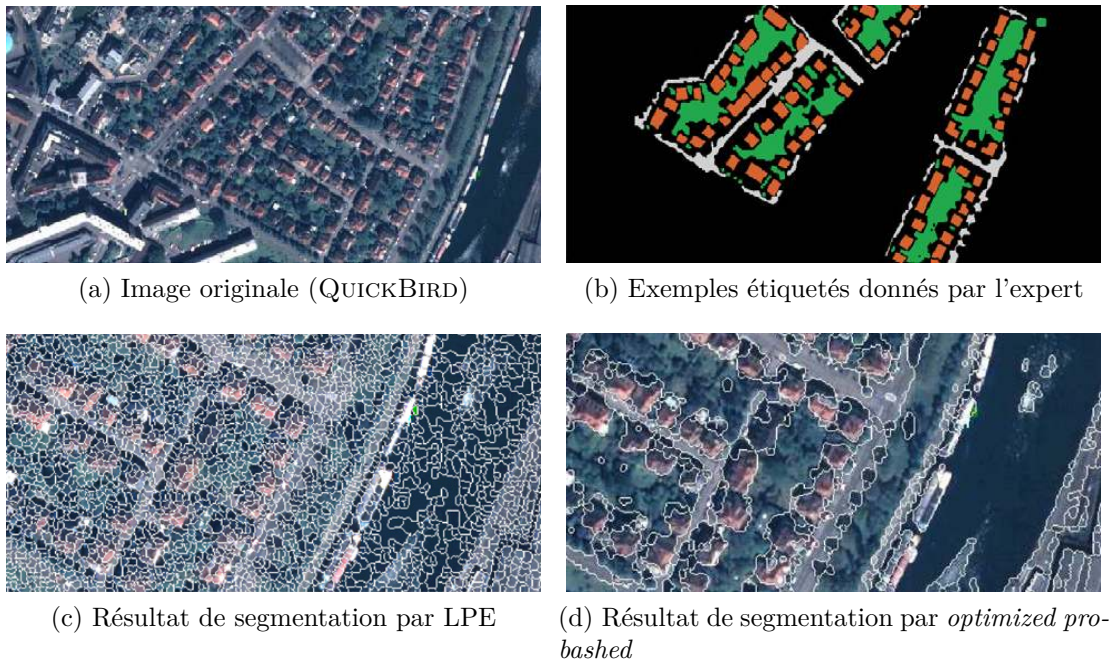 (a) Image originale (QUICKBIRD)
(b) Exemples étiquetés donnés par l'expert
(c) Résultat de segmentation par LPE
(d) Résultat de segmentation par optimized pro-
bashed